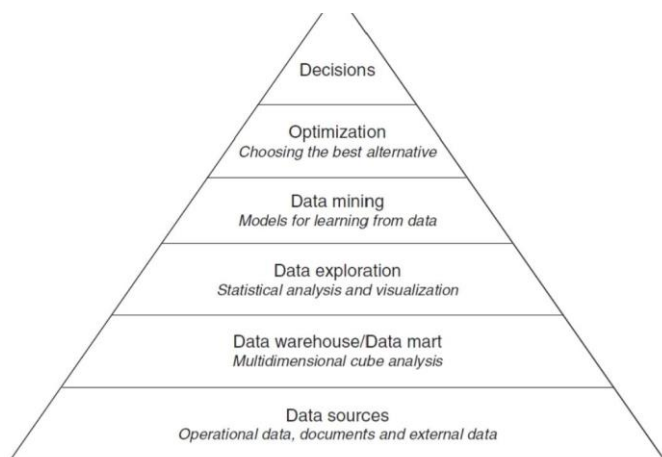 Decisions
Optimization
Choosing the best alternative
Data mining
Models for learning from data
Data exploration
Statistical analysis and visualization
Data warehouse/Data mart
Multidimensional cube analysis
Data sources
Operational data, documents and external data